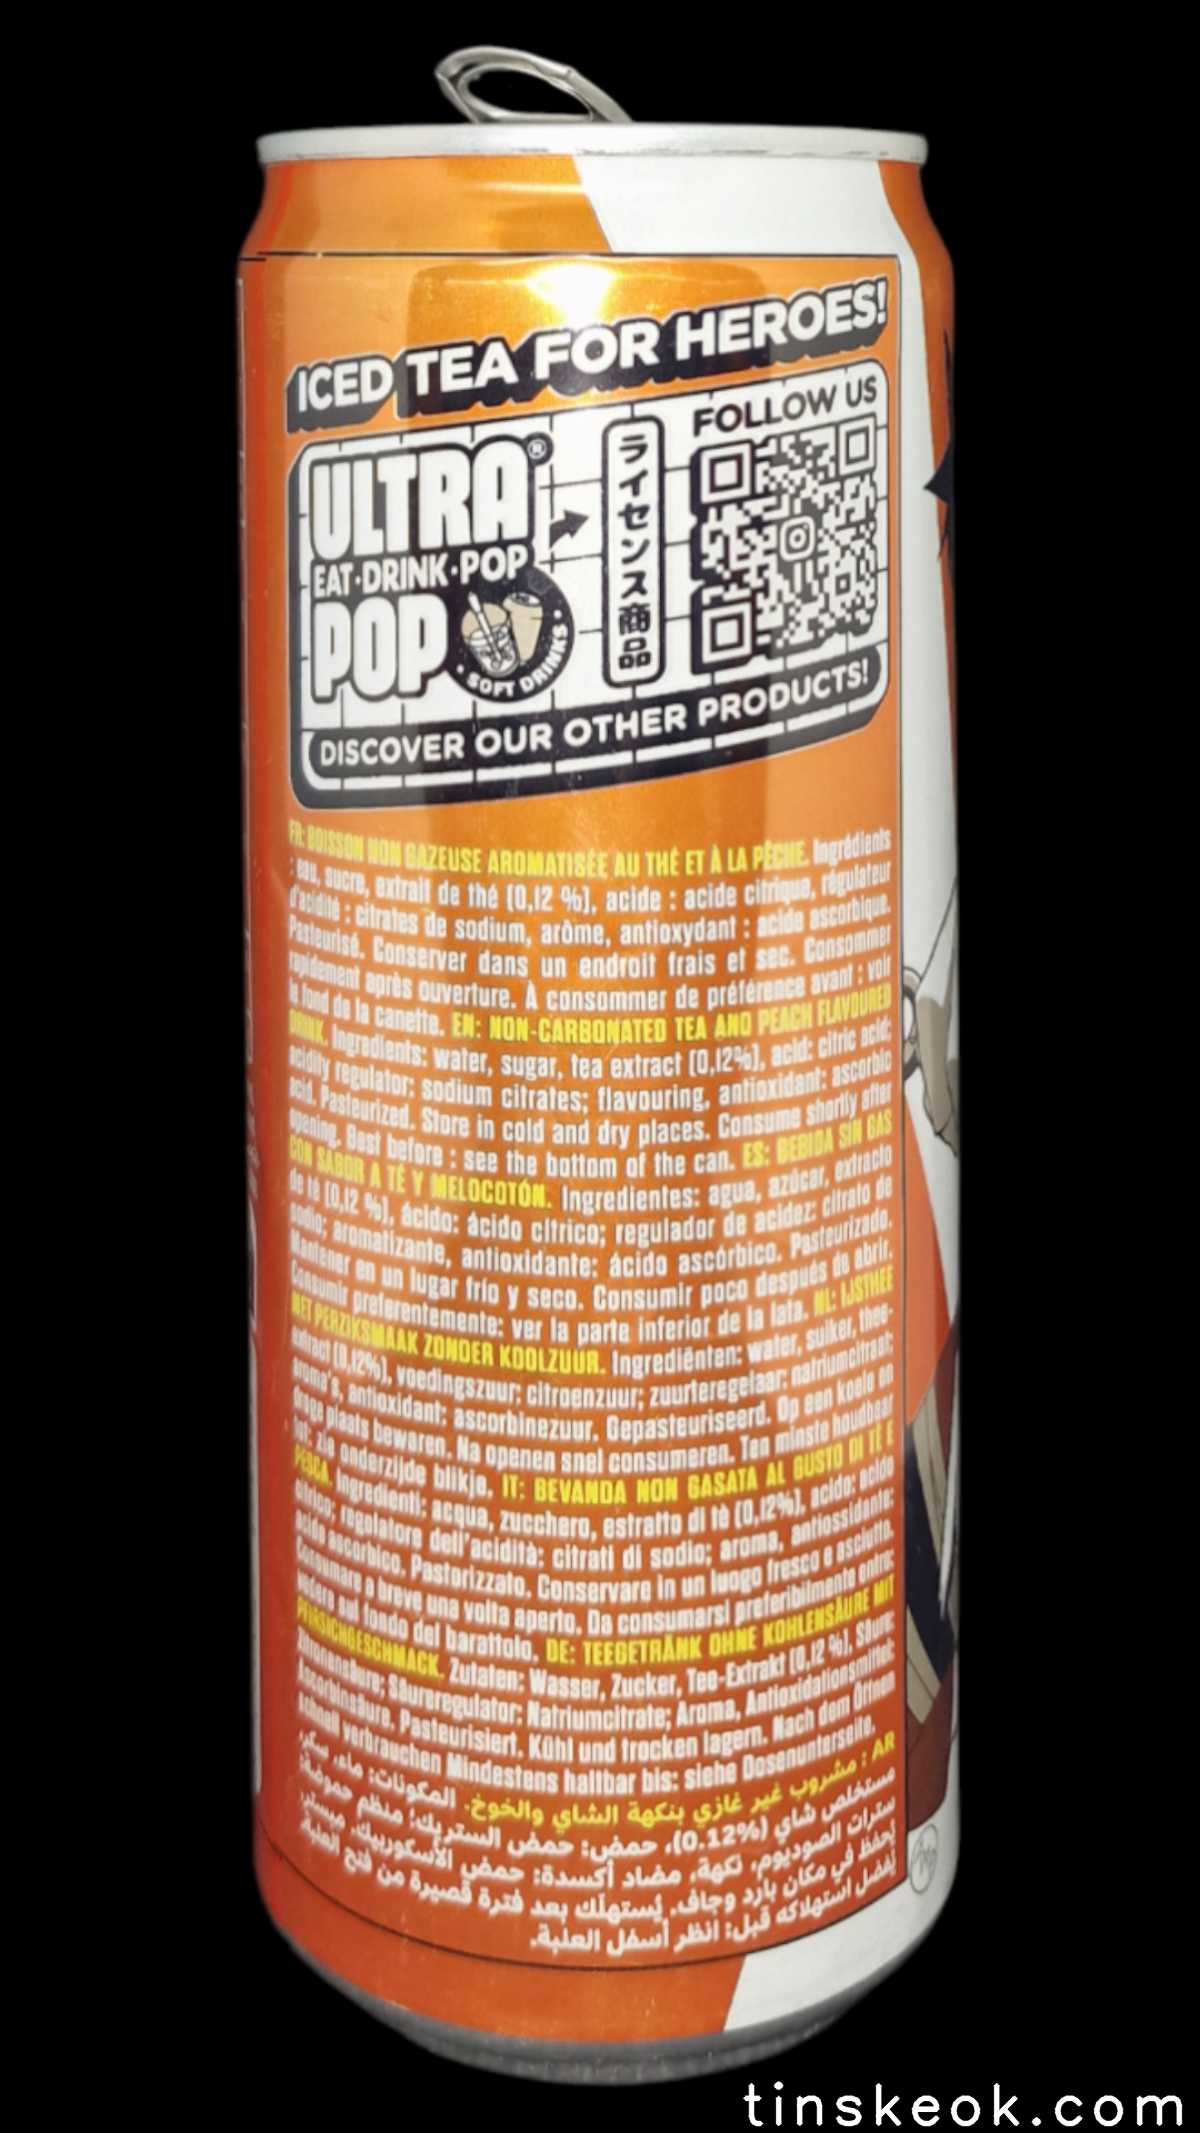 ICED TEA FOR HEROES!
FOLLOW US
ULTRA®
EAT·DRINK·POP
POP
• SOFT DRINKS •
ライセンス商品
DISCOVER OUR OTHER PRODUCTS!
FR: BOISSON NON GAZEUSE AROMATISÉE AU THÉ ET À LA PÊCHE. Ingrédients
: eau, sucre, extrait de thé (0,12 %), acide : acide citrique, régulateur
d'acidité : citrates de sodium, arôme, antioxydant : acide ascorbique.
Pasteurisé. Conserver dans un endroit frais et sec. Consommer
rapidement après ouverture. À consommer de préférence avant : voir
le fond de la canette. EN: NON-CARBONATED TEA AND PEACH FLAVOURED
DRINK. Ingredients: water, sugar, tea extract (0,12%), acid: citric acid;
acidity regulator: sodium citrates; flavouring, antioxidant: ascorbic
acid. Pasteurized. Store in cold and dry places. Consume shortly after
opening. Best before : see the bottom of the can. ES: BEBIDA SIN GAS
CON SABOR A TÉ Y MELOCOTÓN. Ingredientes: agua, azúcar, extracto
de té (0,12 %), ácido: ácido cítrico; regulador de acidez: citrato de
sodio; aromatizante, antioxidante: ácido ascórbico. Pasteurizado.
Mantener en un lugar frío y seco. Consumir poco después de abrir.
Consumir preferentemente: ver la parte inferior de la lata. NL: IJSTHEE
MET PERZIKSMAAK ZONDER KOOLZUUR. Ingrediënten: water, suiker, thee-
extract (0,12%), voedingszuur: citroenzuur; zuurteregelaar: natriumcitraat;
aroma's, antioxidant: ascorbinezuur. Gepasteuriseerd. Op een koele en
droge plaats bewaren. Na openen snel consumeren. Ten minste houdbaar
tot: zie onderzijde blikje. IT: BEVANDA NON GASATA AL GUSTO DI TÈ E
PESCA. Ingredienti: acqua, zucchero, estratto di tè (0,12%), acido: acido
citrico; regolatore dell'acidità: citrati di sodio; aroma, antiossidante:
acido ascorbico. Pastorizzato. Conservare in un luogo fresco e asciutto.
Consumare a breve una volta aperto. Da consumarsi preferibilmente entro:
vedere sul fondo del barattolo. DE: TEEGETRÄNK OHNE KOHLENSÄURE MIT
PFIRSICHGESCHMACK. Zutaten: Wasser, Zucker, Tee-Extrakt (0,12 %), Säure:
Zitronensäure; Säureregulator: Natriumcitrate; Aroma, Antioxidationsmittel:
Ascorbinsäure. Pasteurisiert. Kühl und trocken lagern. Nach dem Öffnen
schnell verbrauchen Mindestens haltbar bis: siehe Dosenunterseite.
AR : مشروب غير غازي بنكهة الشاي والخوخ. المكونات: ماء، سكر،
مستخلص شاي (0.12%)، حمض: حمض الستريك؛ منظم حموضة:
سترات الصوديوم، نكهة، مضاد أكسدة: حمض الأسكوربيك. مبستر.
يُحفظ في مكان بارد وجاف. يُستهلك بعد فترة قصيرة من فتح العلبة.
يُفضل استهلاكه قبل: انظر أسفل العلبة.
tinskeok.com